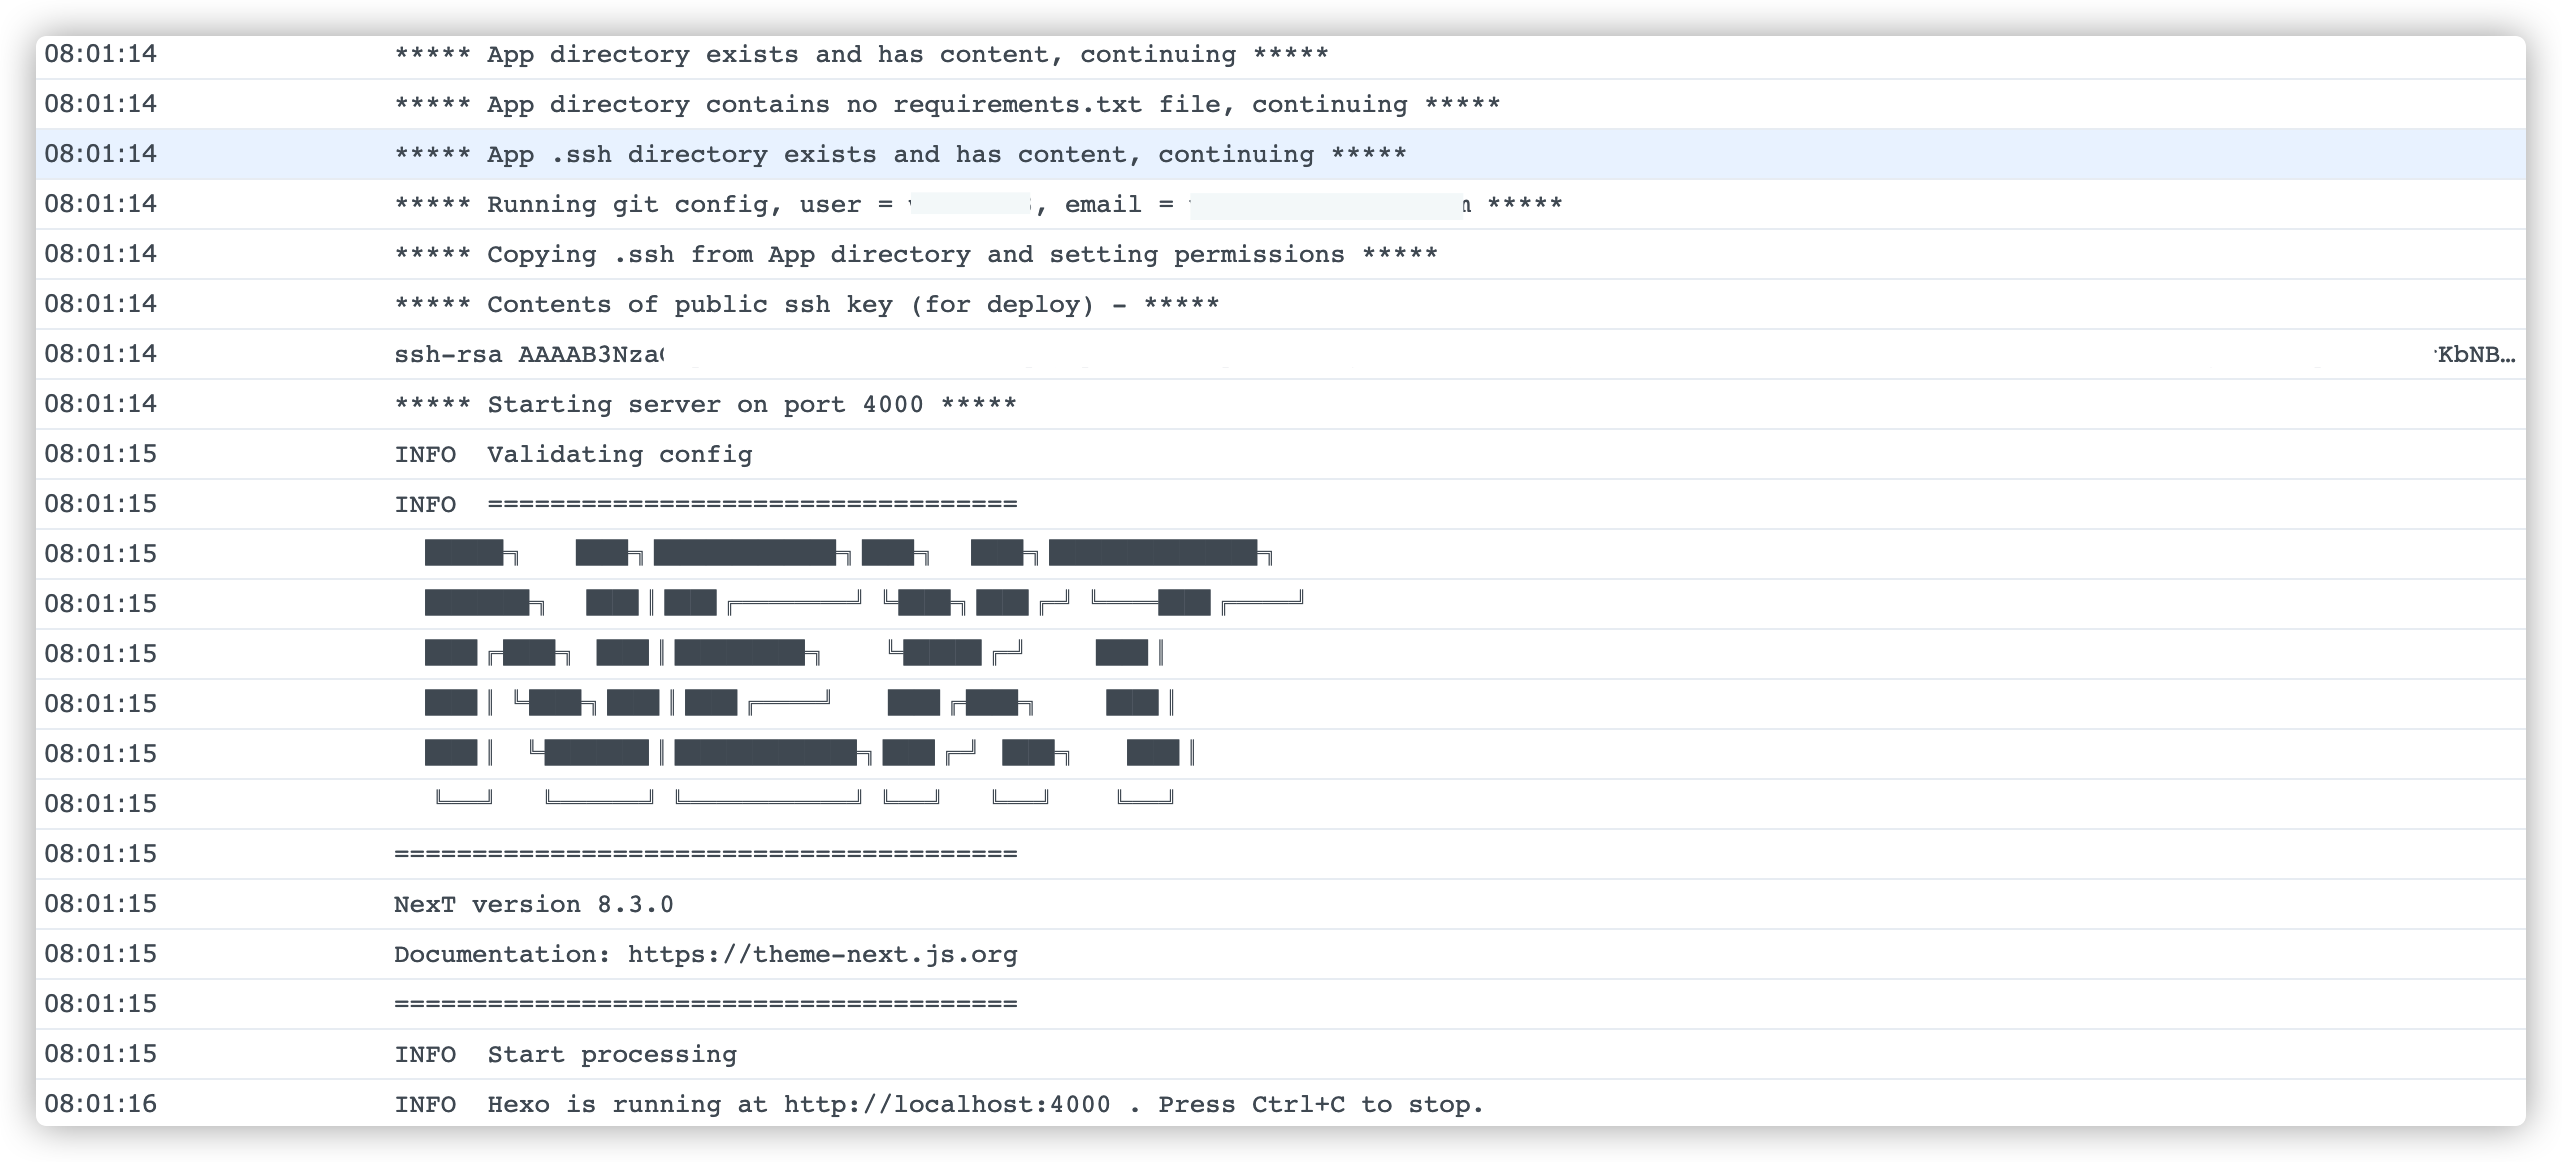 08:01:14 ***** App directory exists and has content, continuing *****
08:01:14 ***** App directory contains no requirements.txt file, continuing *****
08:01:14 ***** App .ssh directory exists and has content, continuing *****
08:01:14 ***** Running git config, user = , email = *****
08:01:14 ***** Copying .ssh from App directory and setting permissions *****
08:01:14 ***** Contents of public ssh key (for deploy) - *****
08:01:14 ssh-rsa AAAAB3Nza KbNB…
08:01:14 ***** Starting server on port 4000 *****
08:01:15 INFO  Validating config
08:01:15 INFO  ==================================
08:01:15
08:01:15
08:01:15
08:01:15
08:01:15
08:01:15
08:01:15 ========================================
08:01:15 NexT version 8.3.0
08:01:15 Documentation: https://theme-next.js.org
08:01:15 ========================================
08:01:15 INFO  Start processing
08:01:16 INFO  Hexo is running at http://localhost:4000 . Press Ctrl+C to stop.